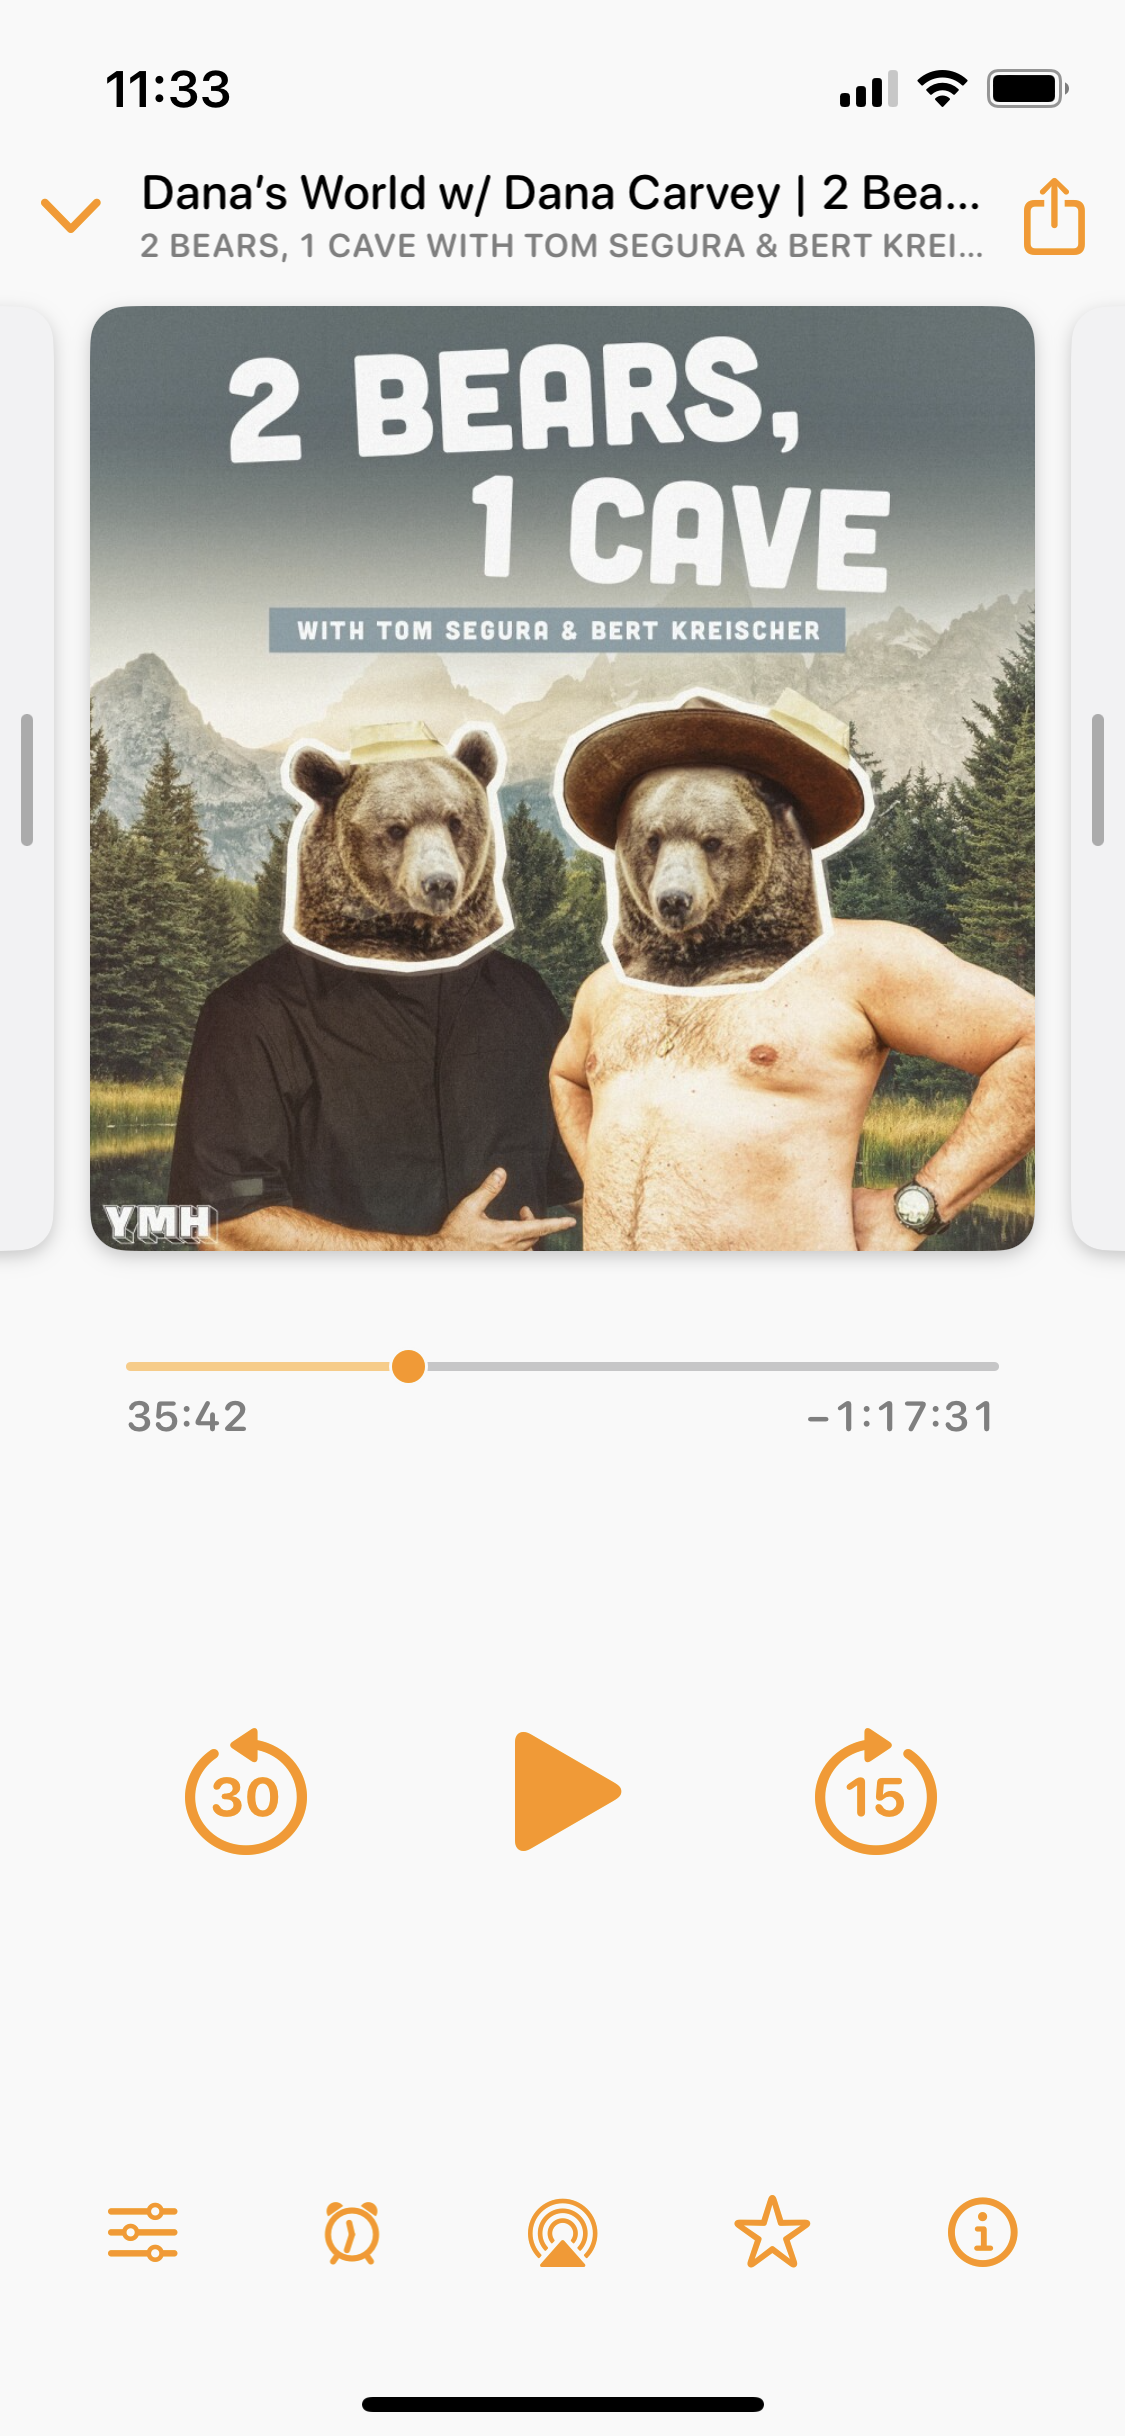 11:33
Dana's World w/ Dana Carvey | 2 Bea...
2 BEARS, 1 CAVE WITH TOM SEGURA & BERT KREI...
2 BEARS,
1 CAVE
WITH TOM SEGURA & BERT KREISCHER
YMH
35:42
-1:17:31
30
15